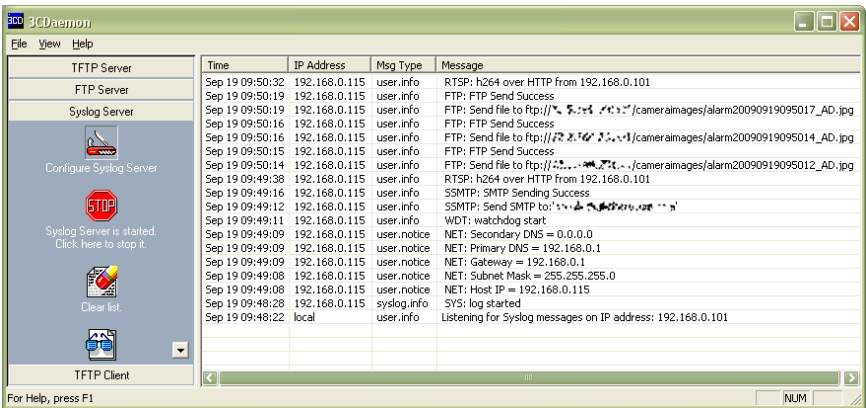 3CD 3CDaemon
File View Help
TFTP Server
FTP Server
Syslog Server
Configure Syslog Server
STOP
Syslog Server is started.
Click here to stop it.
Clear list.
TFTP Client
Time IP Address Msg Type Message
Sep 19 09:50:32 192.168.0.115 user.info RTSP: h264 over HTTP from 192.168.0.101
Sep 19 09:50:19 192.168.0.115 user.info FTP: FTP Send Success
Sep 19 09:50:19 192.168.0.115 user.info FTP: Send file to ftp:// /cameraimages/alarm20090919095017_AD.jpg
Sep 19 09:50:16 192.168.0.115 user.info FTP: FTP Send Success
Sep 19 09:50:16 192.168.0.115 user.info FTP: Send file to ftp:// /cameraimages/alarm20090919095014_AD.jpg
Sep 19 09:50:15 192.168.0.115 user.info FTP: FTP Send Success
Sep 19 09:50:14 192.168.0.115 user.info FTP: Send file to ftp:// /cameraimages/alarm20090919095012_AD.jpg
Sep 19 09:49:38 192.168.0.115 user.info RTSP: h264 over HTTP from 192.168.0.101
Sep 19 09:49:16 192.168.0.115 user.info SSMTP: SMTP Sending Success
Sep 19 09:49:12 192.168.0.115 user.info SSMTP: Send SMTP to:' '
Sep 19 09:49:11 192.168.0.115 user.info WDT: watchdog start
Sep 19 09:49:09 192.168.0.115 user.notice NET: Secondary DNS = 0.0.0.0
Sep 19 09:49:09 192.168.0.115 user.notice NET: Primary DNS = 192.168.0.1
Sep 19 09:49:09 192.168.0.115 user.notice NET: Gateway = 192.168.0.1
Sep 19 09:49:08 192.168.0.115 user.notice NET: Subnet Mask = 255.255.255.0
Sep 19 09:49:08 192.168.0.115 user.notice NET: Host IP = 192.168.0.115
Sep 19 09:48:28 192.168.0.115 syslog.info SYS: log started
Sep 19 09:48:22 local user.info Listening for Syslog messages on IP address: 192.168.0.101
For Help, press F1
NUM